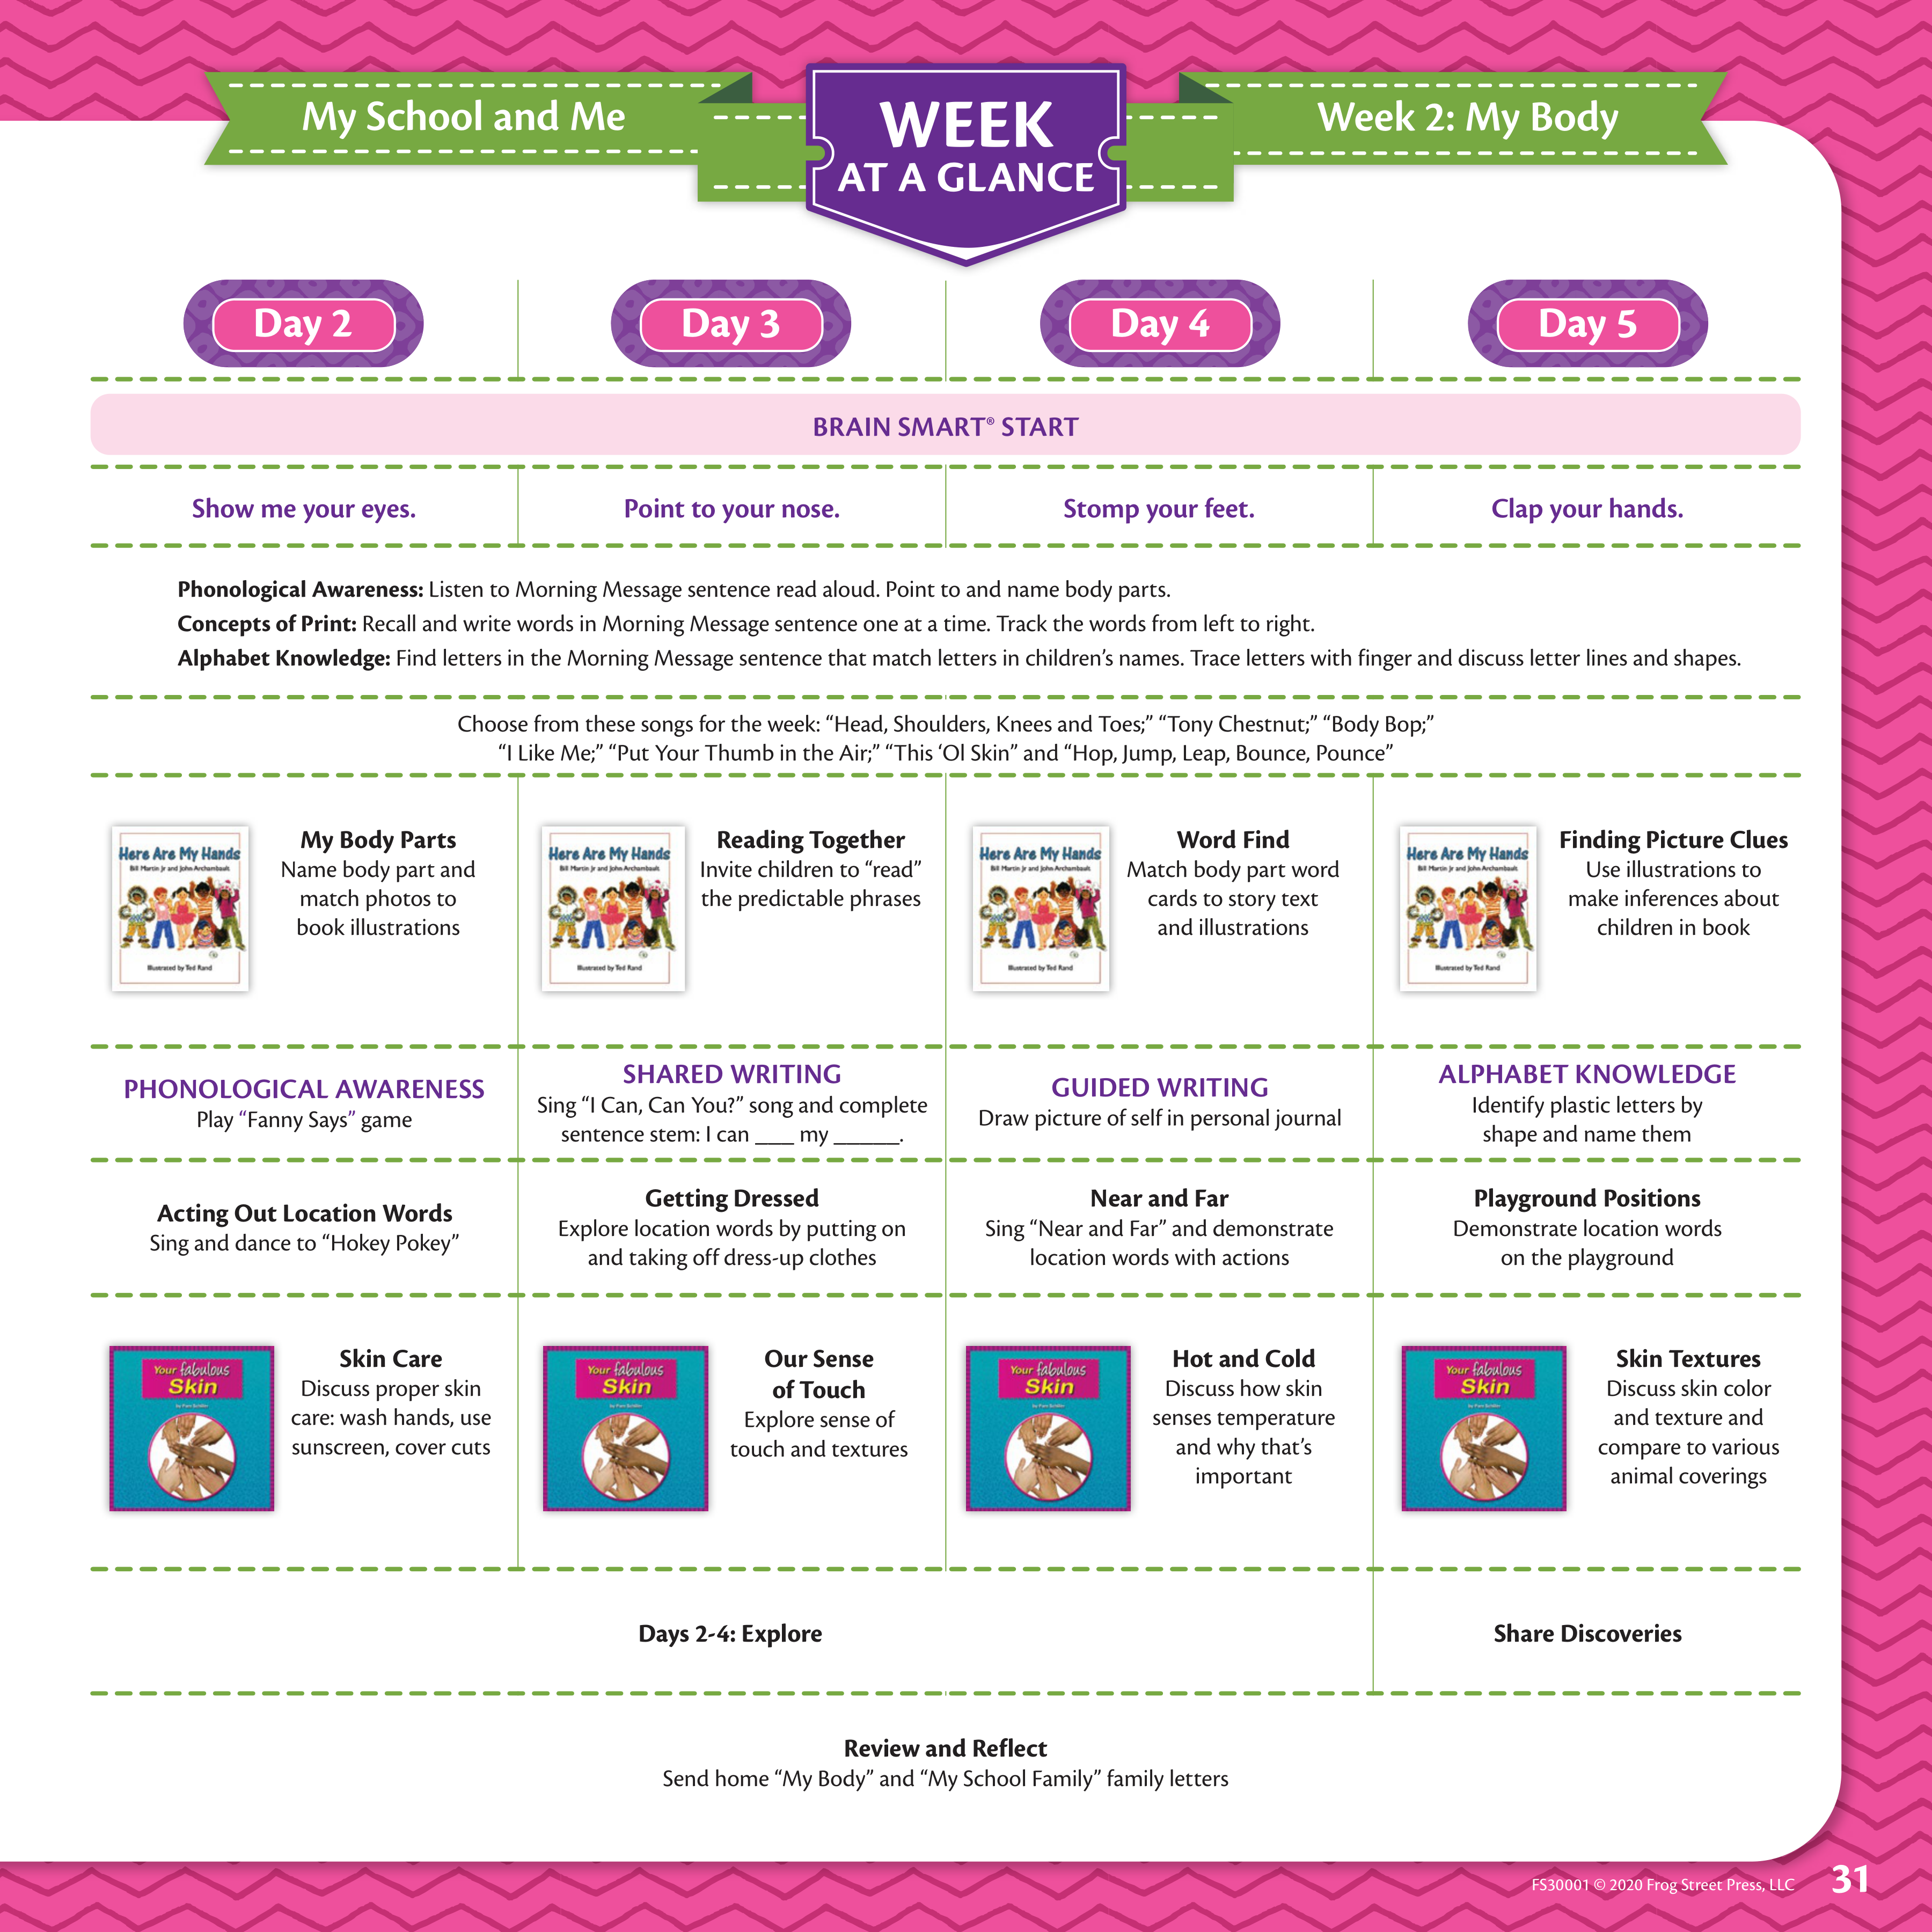 My School and Me
WEEK
AT A GLANCE
Week 2: My Body
Day 2
Day 3
Day 4
Day 5
BRAIN SMART® START
Show me your eyes.
Point to your nose.
Stomp your feet.
Clap your hands.
Phonological Awareness: Listen to Morning Message sentence read aloud. Point to and name body parts.
Concepts of Print: Recall and write words in Morning Message sentence one at a time. Track the words from left to right.
Alphabet Knowledge: Find letters in the Morning Message sentence that match letters in children’s names. Trace letters with finger and discuss letter lines and shapes.
Choose from these songs for the week: “Head, Shoulders, Knees and Toes;” “Tony Chestnut;” “Body Bop;”
“I Like Me;” “Put Your Thumb in the Air;” “This ‘Ol Skin” and “Hop, Jump, Leap, Bounce, Pounce”
Here Are My Hands
Bill Martin Jr and John Archambault
Illustrated by Ted Rand
My Body Parts
Name body part and
match photos to
book illustrations
Here Are My Hands
Bill Martin Jr and John Archambault
Illustrated by Ted Rand
Reading Together
Invite children to “read”
the predictable phrases
Here Are My Hands
Bill Martin Jr and John Archambault
Illustrated by Ted Rand
Word Find
Match body part word
cards to story text
and illustrations
Here Are My Hands
Bill Martin Jr and John Archambault
Illustrated by Ted Rand
Finding Picture Clues
Use illustrations to
make inferences about
children in book
PHONOLOGICAL AWARENESS
Play “Fanny Says” game
SHARED WRITING
Sing “I Can, Can You?” song and complete
sentence stem: I can ___ my _____.
GUIDED WRITING
Draw picture of self in personal journal
ALPHABET KNOWLEDGE
Identify plastic letters by
shape and name them
Acting Out Location Words
Sing and dance to “Hokey Pokey”
Getting Dressed
Explore location words by putting on
and taking off dress-up clothes
Near and Far
Sing “Near and Far” and demonstrate
location words with actions
Playground Positions
Demonstrate location words
on the playground
Your fabulous
Skin
by Pam Schiller
Skin Care
Discuss proper skin
care: wash hands, use
sunscreen, cover cuts
Your fabulous
Skin
by Pam Schiller
Our Sense
of Touch
Explore sense of
touch and textures
Your fabulous
Skin
by Pam Schiller
Hot and Cold
Discuss how skin
senses temperature
and why that’s
important
Your fabulous
Skin
by Pam Schiller
Skin Textures
Discuss skin color
and texture and
compare to various
animal coverings
Days 2-4: Explore
Share Discoveries
Review and Reflect
Send home “My Body” and “My School Family” family letters
FS30001 © 2020 Frog Street Press, LLC
31